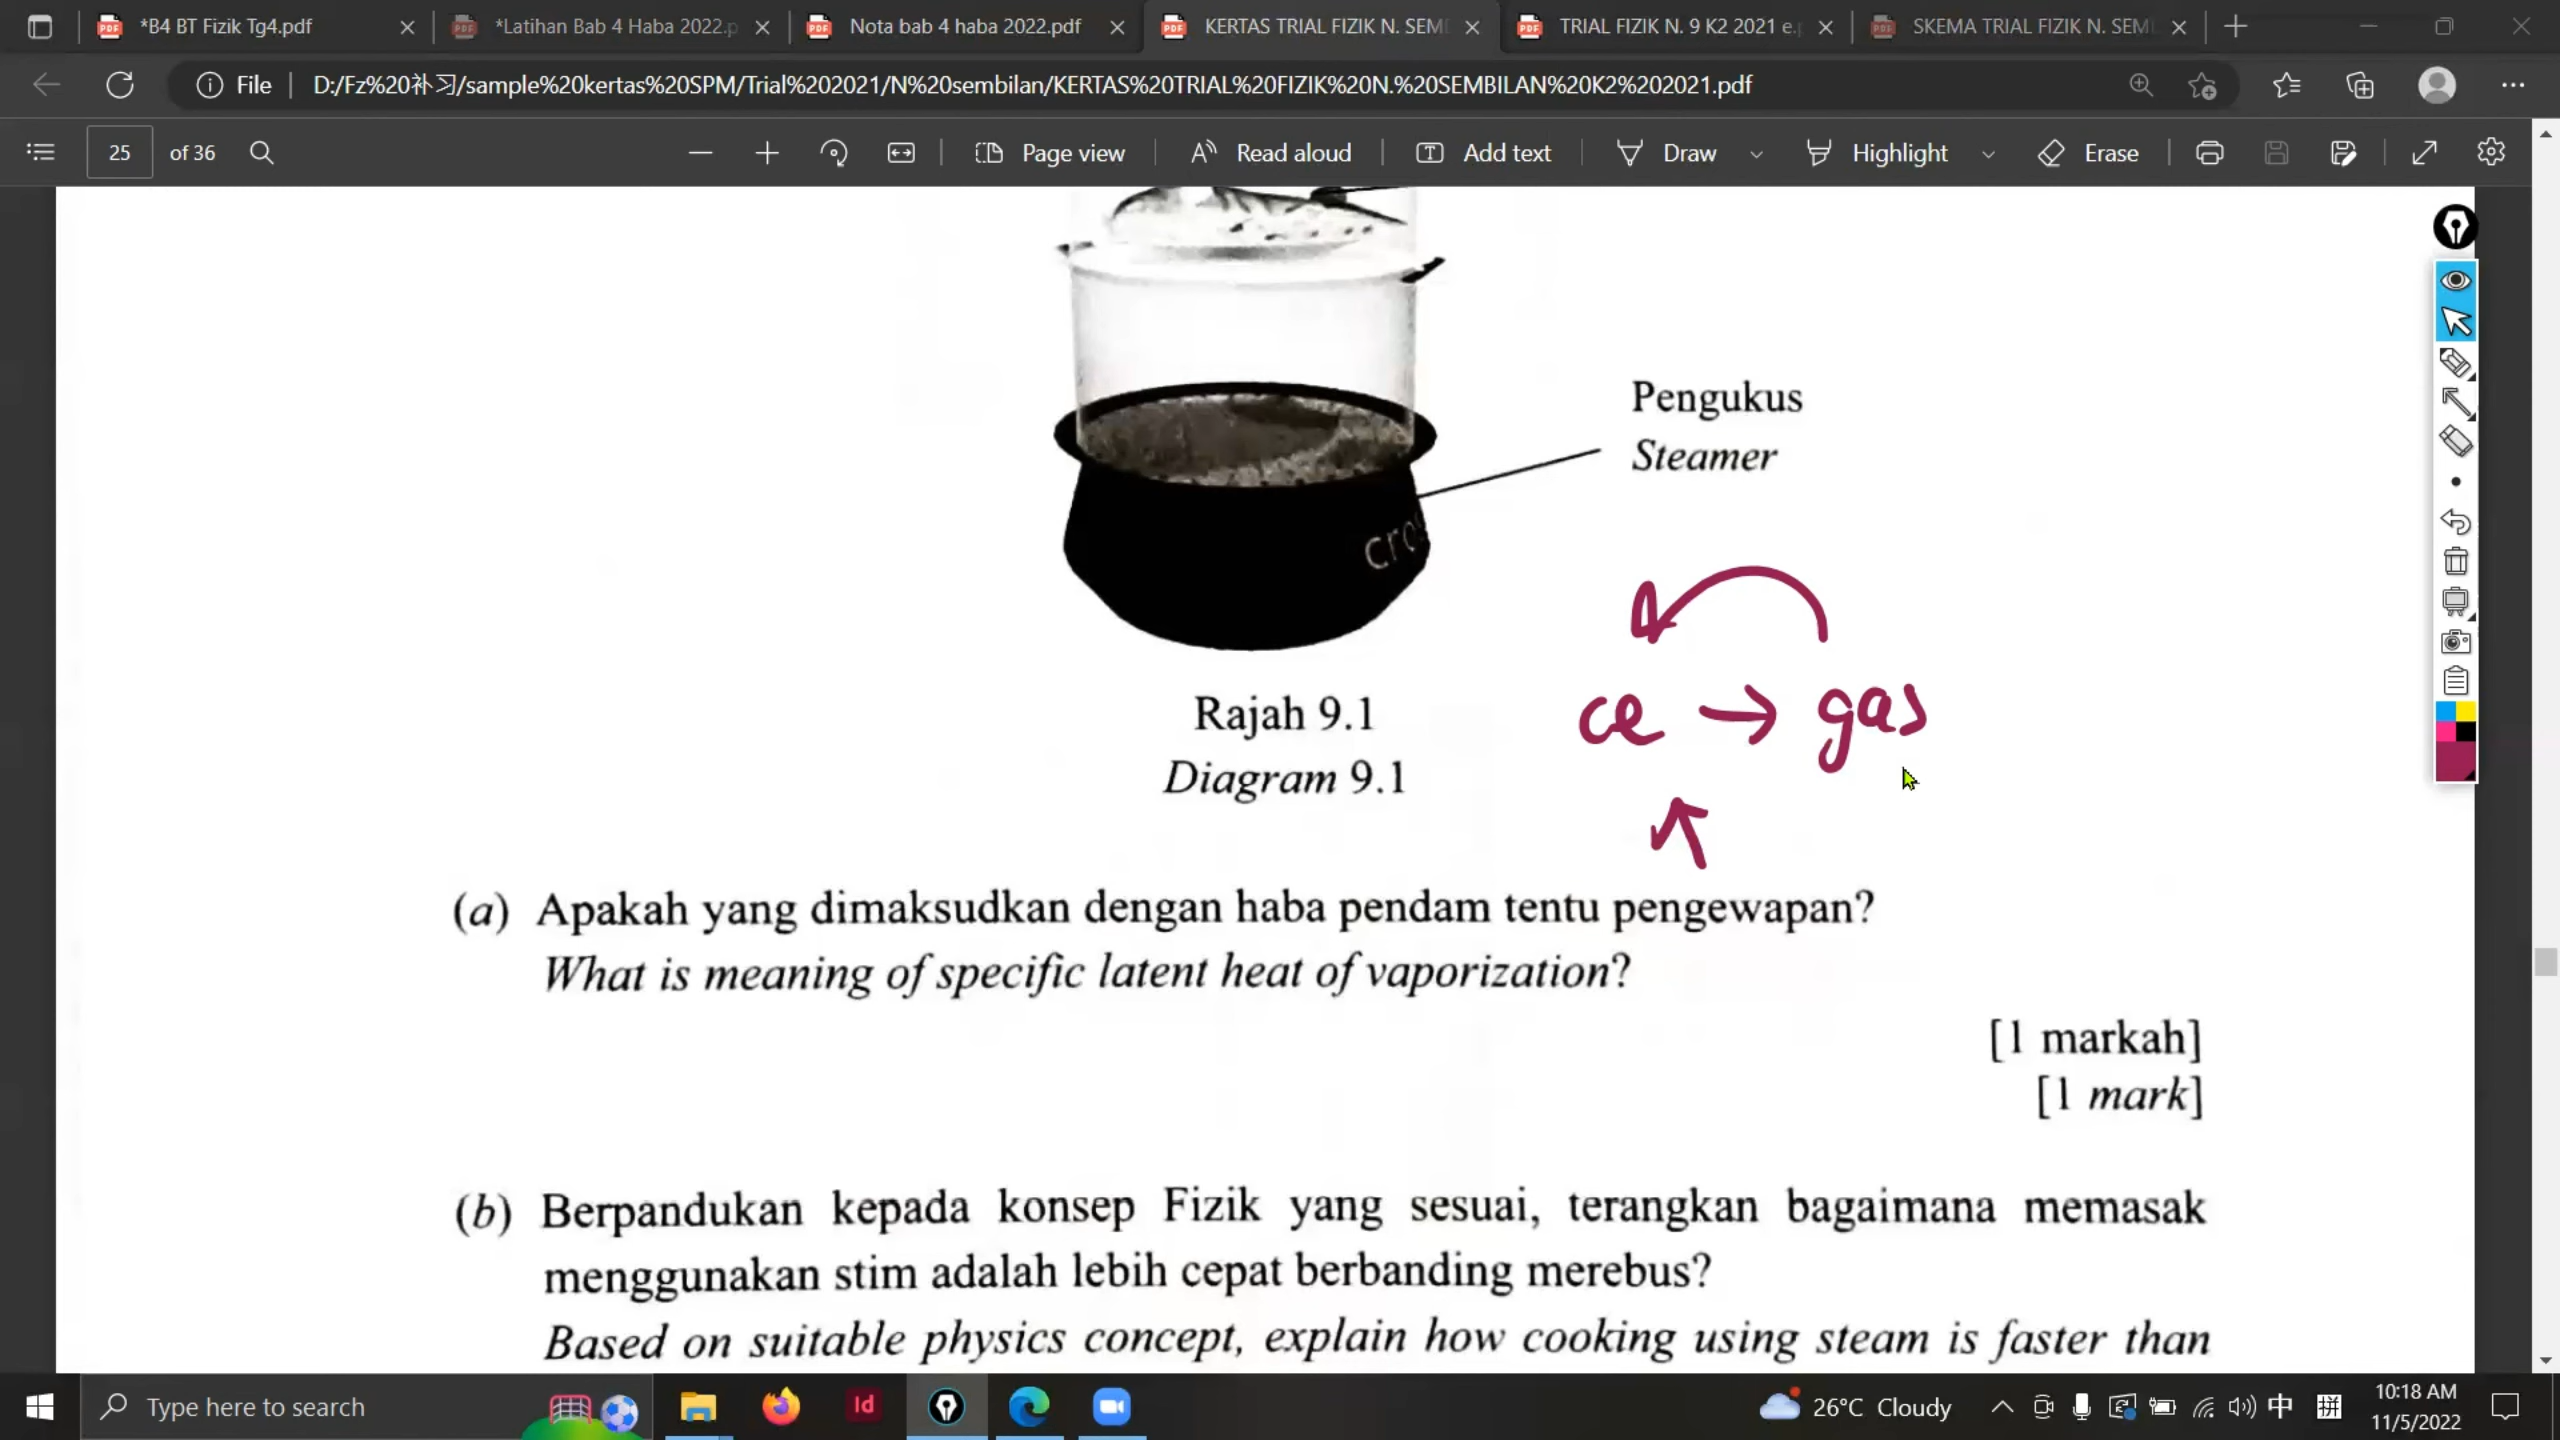 *B4 BT Fizik Tg4.pdf
*Latihan Bab 4 Haba 2022.p
Nota bab 4 haba 2022.pdf
KERTAS TRIAL FIZIK N. SEM
TRIAL FIZIK N. 9 K2 2021 e.
SKEMA TRIAL FIZIK N. SEM
File
D:/Fz%20补习/sample%20kertas%20SPM/Trial%202021/N%20sembilan/KERTAS%20TRIAL%20FIZIK%20N.%20SEMBILAN%20K2%202021.pdf
25 of 36
Page view
Read aloud
Add text
Draw
Highlight
Erase
Pengukus
Steamer
cro
ce → gas
Rajah 9.1
Diagram 9.1
(a) Apakah yang dimaksudkan dengan haba pendam tentu pengewapan?
What is meaning of specific latent heat of vaporization?
[1 markah]
[1 mark]
(b) Berpandukan kepada konsep Fizik yang sesuai, terangkan bagaimana memasak
menggunakan stim adalah lebih cepat berbanding merebus?
Based on suitable physics concept, explain how cooking using steam is faster than
Type here to search
Id
26°C Cloudy
中
拼
10:18 AM
11/5/2022